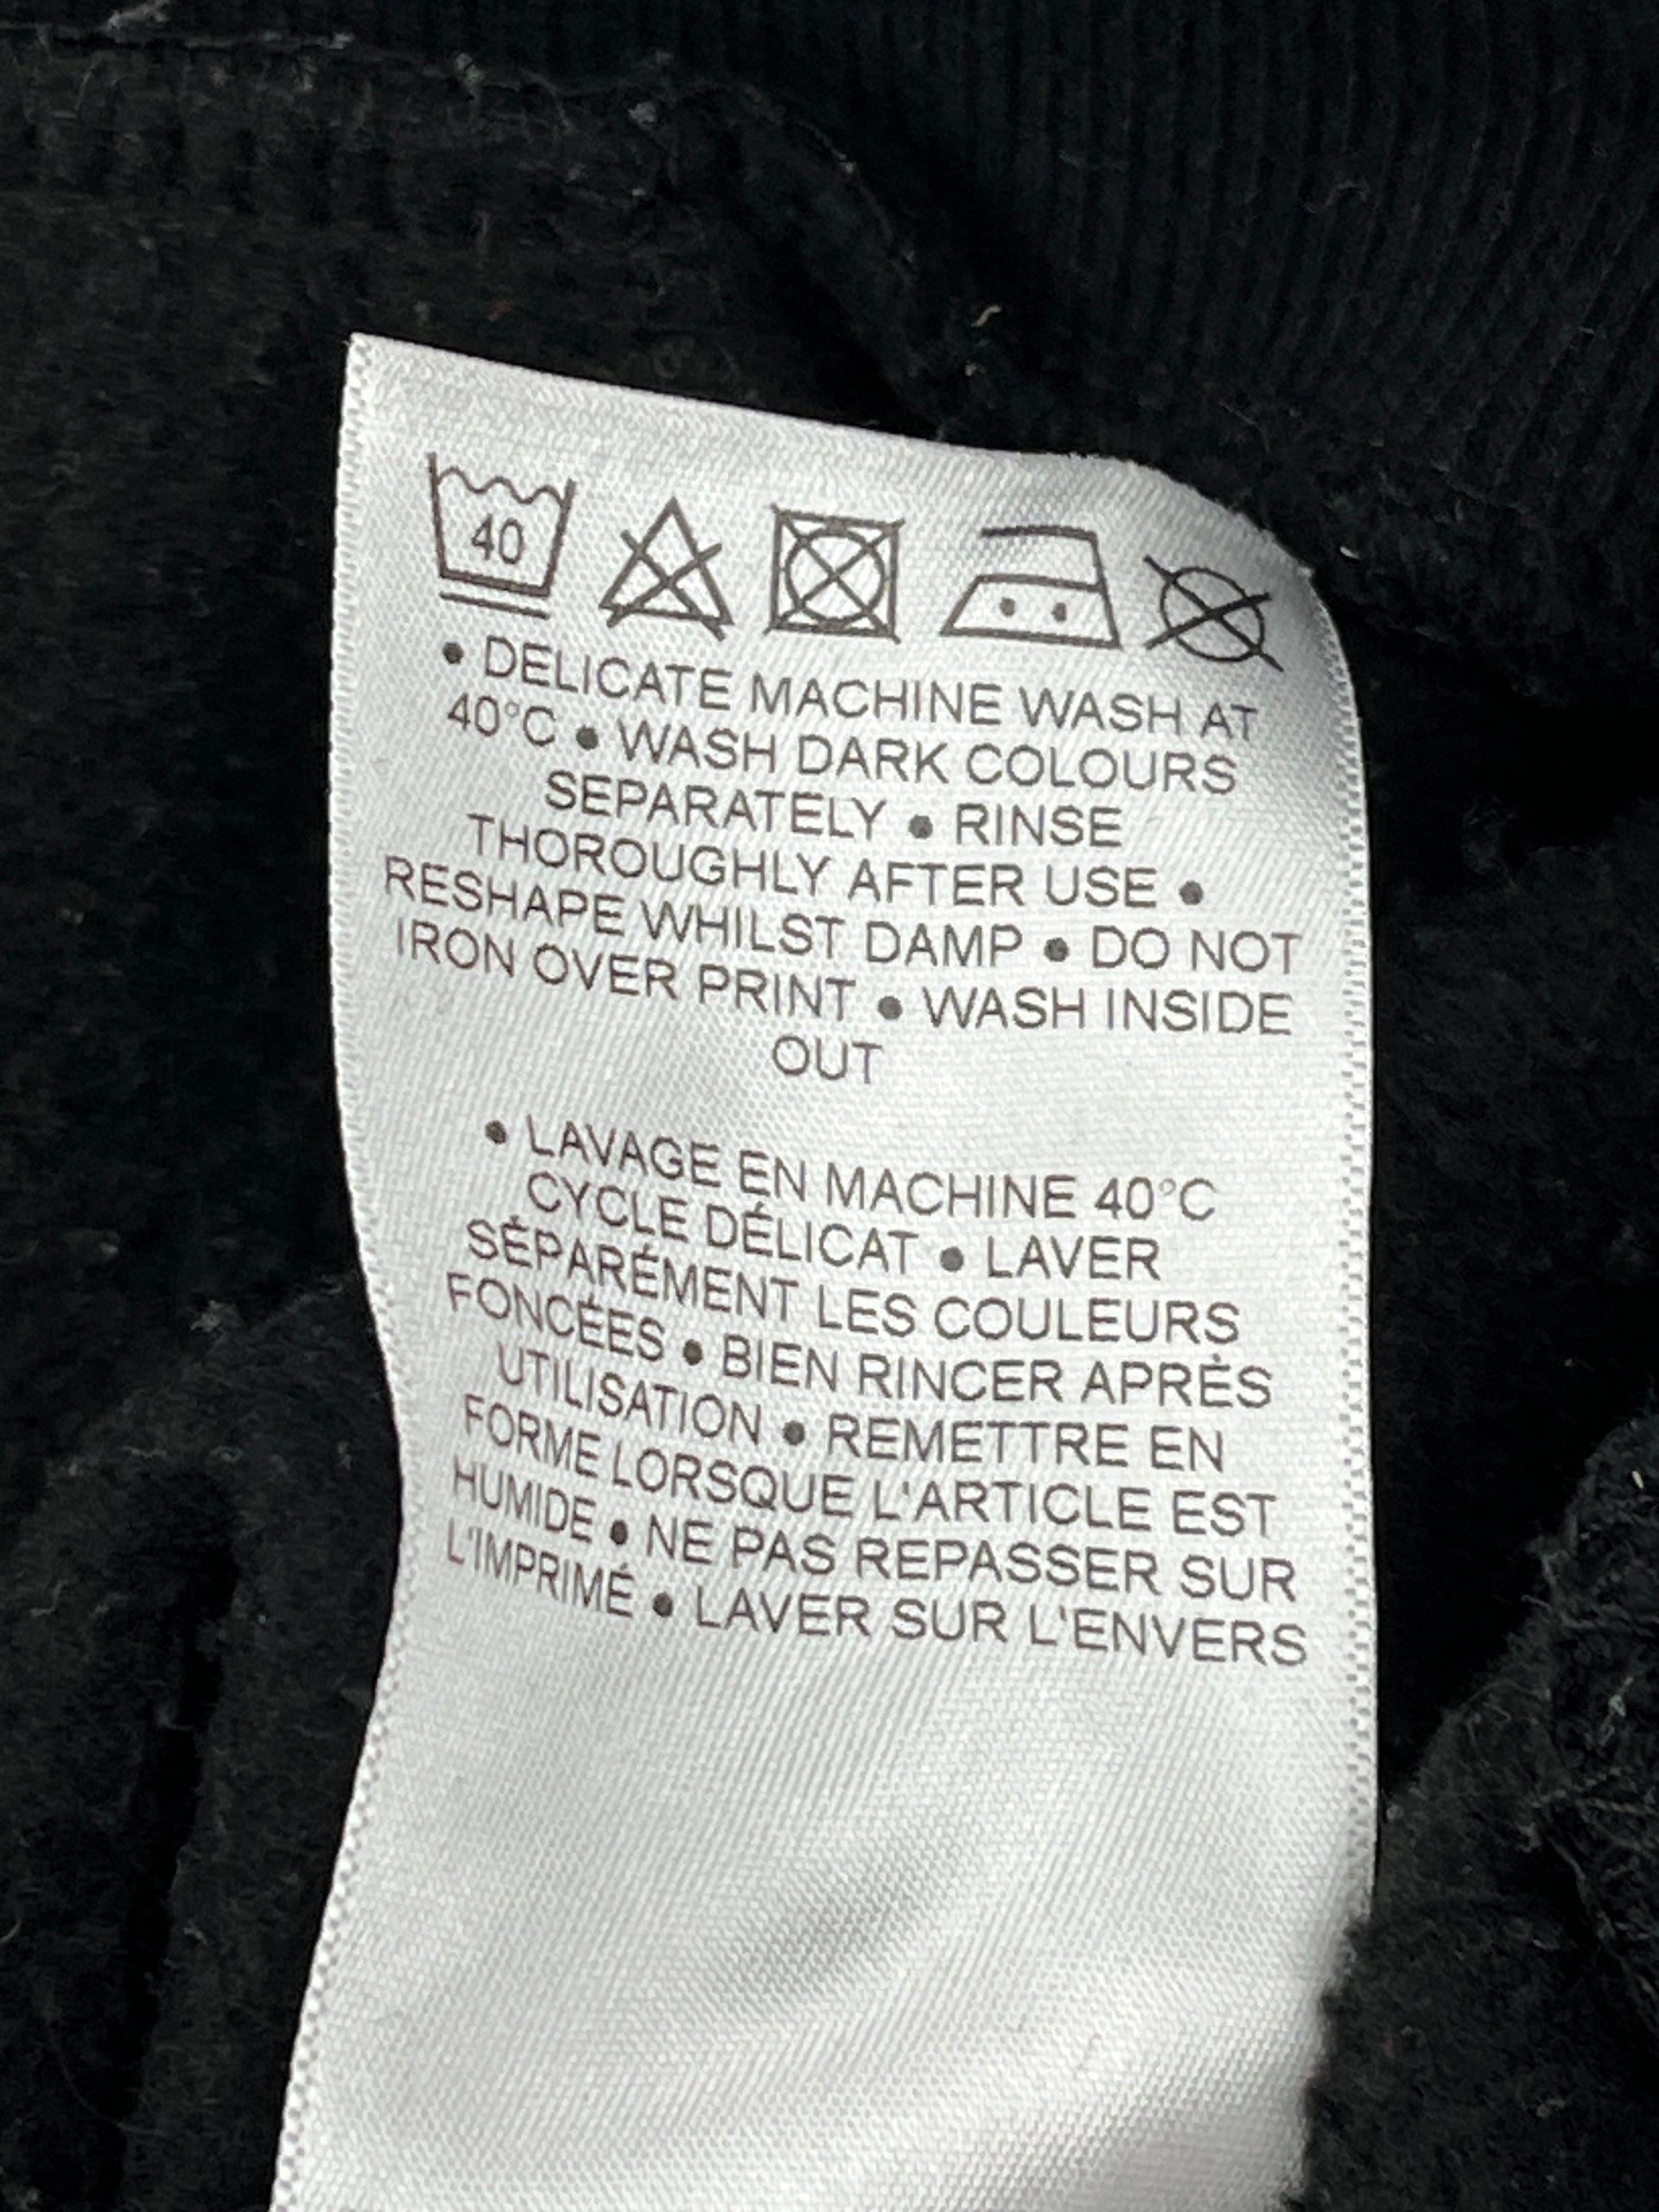 40
• DELICATE MACHINE WASH AT
40°C • WASH DARK COLOURS
SEPARATELY • RINSE
THOROUGHLY AFTER USE •
RESHAPE WHILST DAMP • DO NOT
IRON OVER PRINT • WASH INSIDE
OUT
• LAVAGE EN MACHINE 40°C
CYCLE DÉLICAT • LAVER
SÉPARÉMENT LES COULEURS
FONCÉES • BIEN RINCER APRÈS
UTILISATION • REMETTRE EN
FORME LORSQUE L'ARTICLE EST
HUMIDE • NE PAS REPASSER SUR
L'IMPRIMÉ • LAVER SUR L'ENVERS